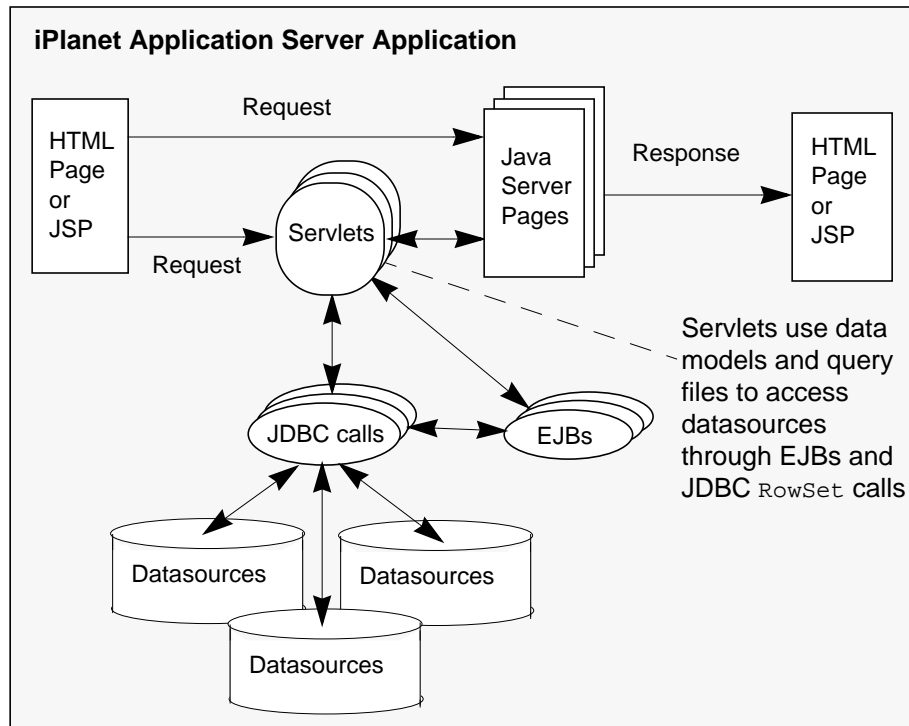 iPlanet Application Server Application
Request
HTML
Page
or
JSP
Java
Server
Pages
Response
HTML
Page
or
JSP
Servlets
Request
Servlets use data
models and query
files to access
datasources
through EJBs and
JDBC RowSet calls
JDBC calls
EJBs
Datasources
Datasources
Datasources